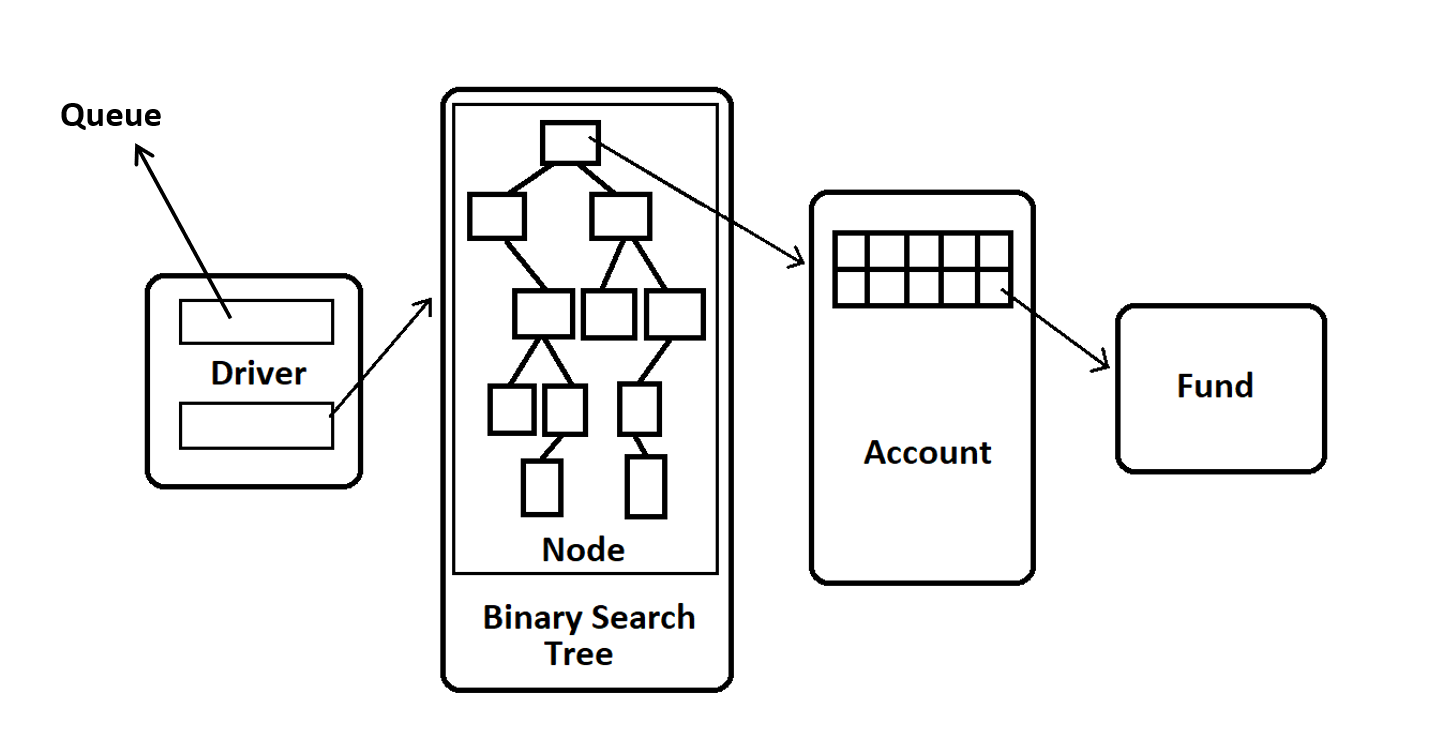 Queue
Driver
Node
Binary Search
Tree
Account
Fund